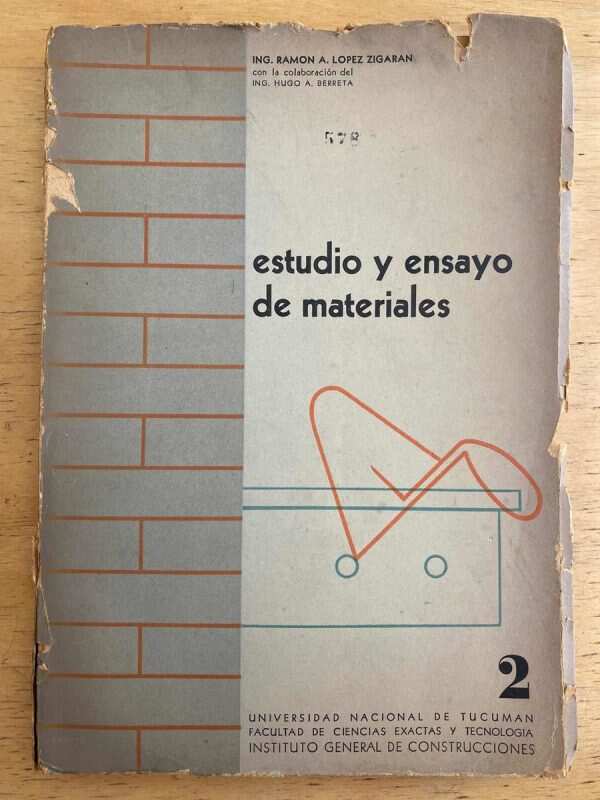 ING. RAMON A. LOPEZ ZIGARAN
con la colaboración del
ING. HUGO A. BERRETA
578
estudio y ensayo
de materiales
2
UNIVERSIDAD NACIONAL DE TUCUMAN
FACULTAD DE CIENCIAS EXACTAS Y TECNOLOGIA
INSTITUTO GENERAL DE CONSTRUCCIONES